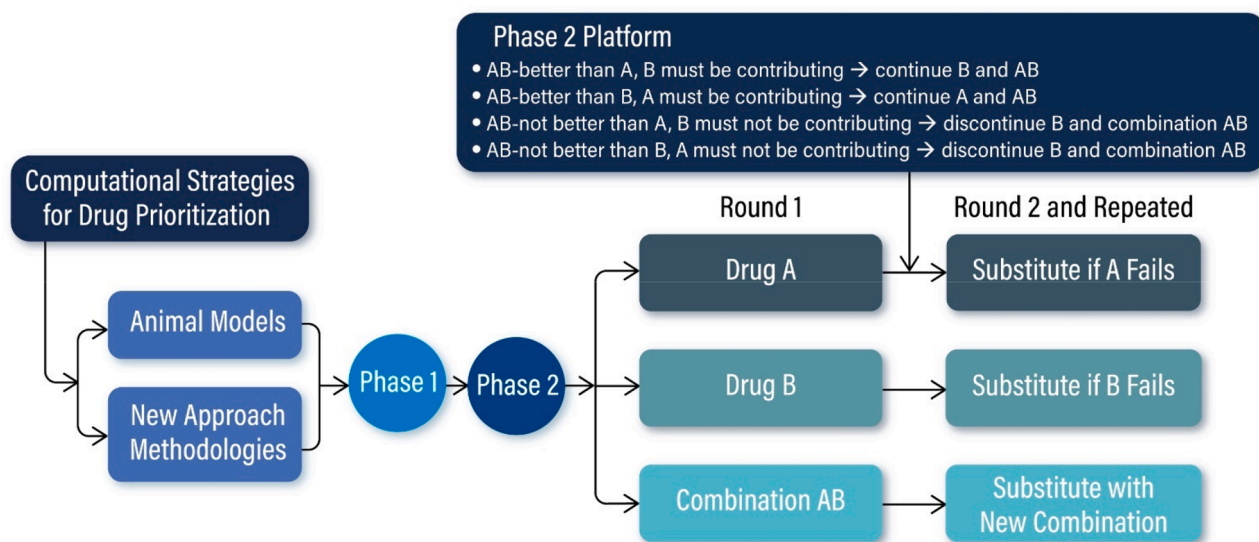 Phase 2 Platform
• AB-better than A, B must be contributing → continue B and AB
• AB-better than B, A must be contributing → continue A and AB
• AB-not better than A, B must not be contributing → discontinue B and combination AB
• AB-not better than B, A must not be contributing → discontinue B and combination AB
Computational Strategies
for Drug Prioritization
Round 1
Round 2 and Repeated
Animal Models
New Approach
Methodologies
Phase 1
Phase 2
Drug A
Substitute if A Fails
Drug B
Substitute if B Fails
Combination AB
Substitute with
New Combination